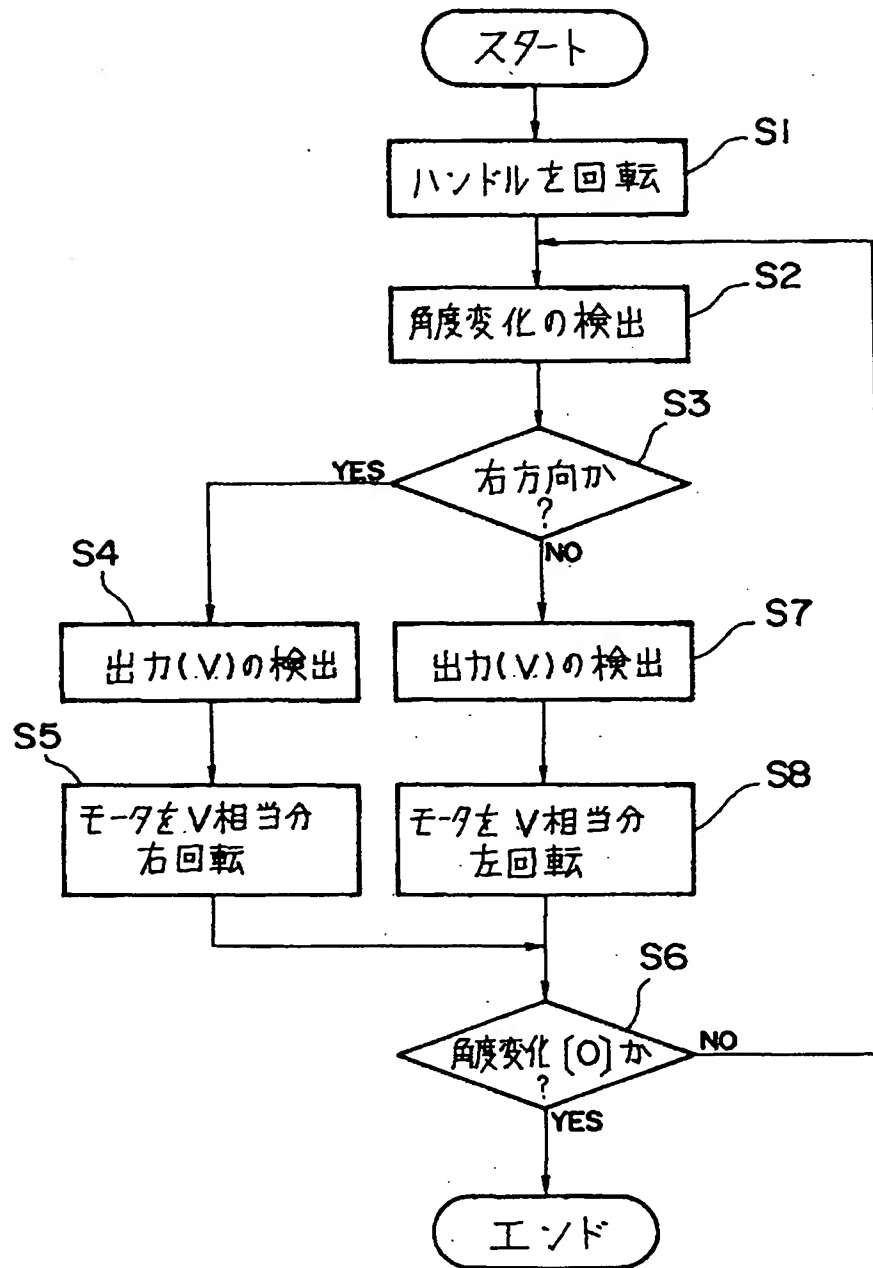 スタート
S1
ハンドルを回転
S2
角度変化の検出
S3
右方向か
?
YES
NO
S4
出力(V)の検出
S5
モータをV相当分
右回転
S7
出力(V)の検出
S8
モータをV相当分
左回転
S6
角度変化[0]か
?
NO
YES
エンド